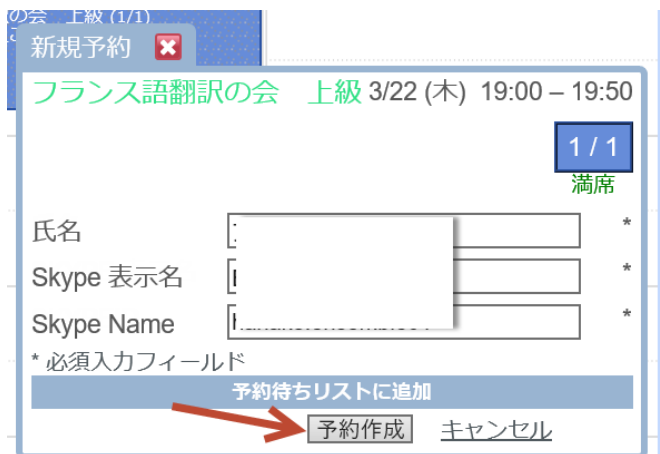 の会 上級 (1/1)
新規予約
フランス語翻訳の会 上級 3/22 (木) 19:00 – 19:50
1 / 1
満席
氏名 *
Skype 表示名 *
Skype Name *
* 必須入力フィールド
予約待ちリストに追加
予約作成 キャンセル